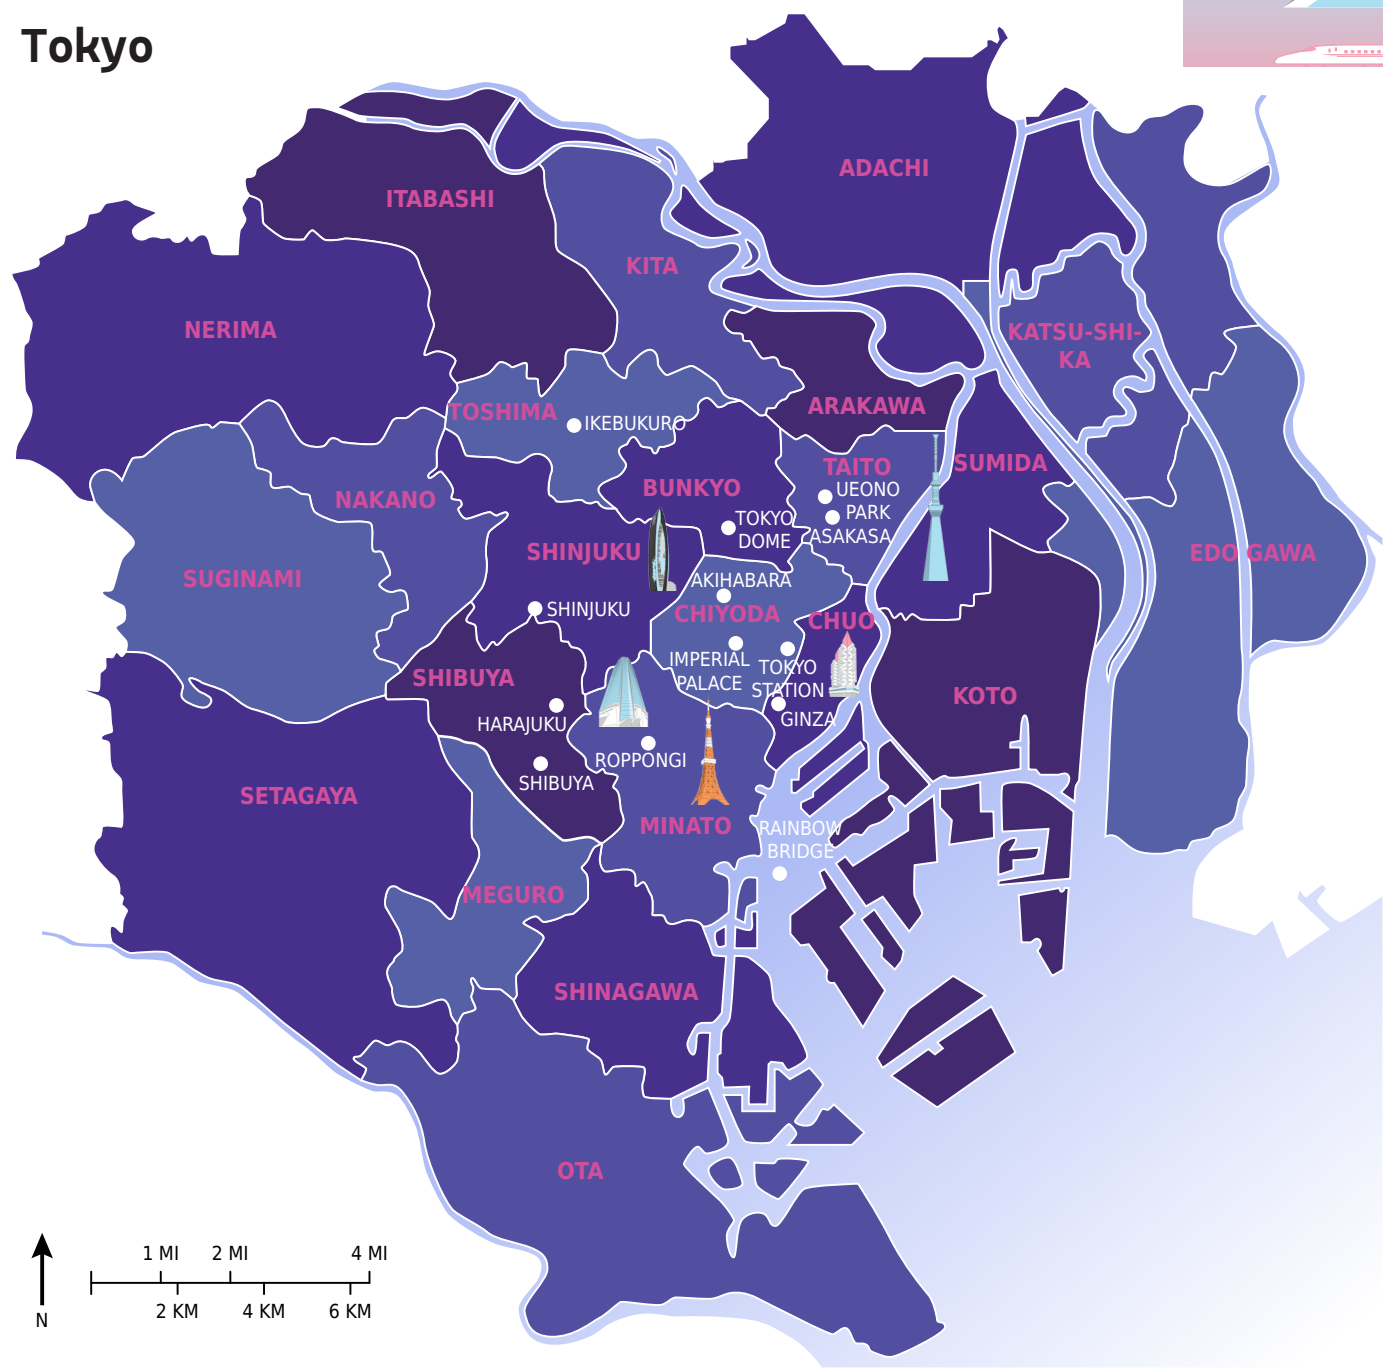 Tokyo
ADACHI
ITABASHI
KITA
NERIMA
KATSU-SHI-
KA
TOSHIMA
IKEBUKURO
ARAKAWA
NAKANO
BUNKYO
TAITO
SUMIDA
UEONO
PARK
ASAKASA
TOKYO
DOME
SHINJUKU
EDO GAWA
SUGINAMI
AKIHABARA
SHINJUKU
CHIYODA
CHUO
IMPERIAL
PALACE
TOKYO
STATION
SHIBUYA
KOTO
HARAJUKU
GINZA
ROPPONGI
SHIBUYA
SETAGAYA
MINATO
RAINBOW
BRIDGE
MEGURO
SHINAGAWA
OTA
1 MI
2 MI
4 MI
2 KM
4 KM
6 KM
N